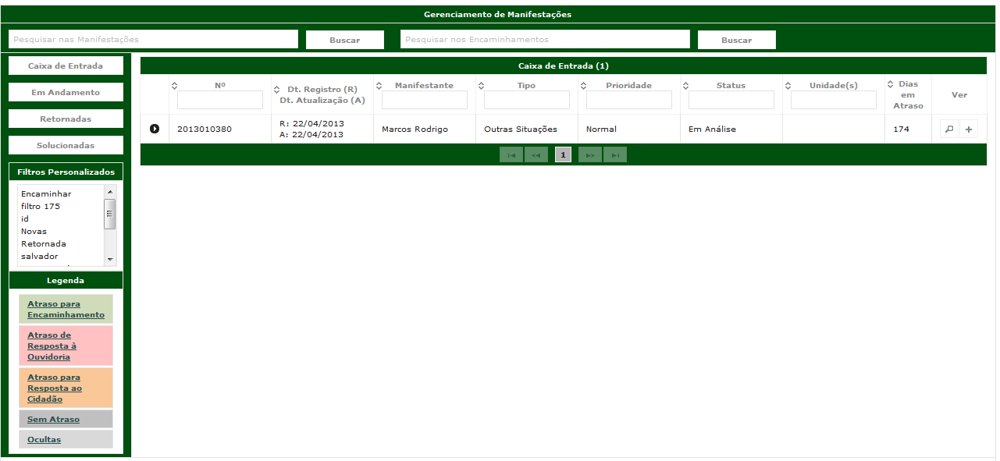 Gerenciamento de Manifestações
Pesquisar nas Manifestações
Buscar
Pesquisar nos Encaminhamentos
Buscar
Caixa de Entrada
Em Andamento
Retornadas
Solucionadas
Filtros Personalizados
Encaminhar
filtro 175
id
Novas
Retornada
salvador
Legenda
Atraso para
Encaminhamento
Atraso de
Resposta à
Ouvidoria
Atraso para
Resposta ao
Cidadão
Sem Atraso
Ocultas
Caixa de Entrada (1)
Nº
Dt. Registro (R)
Dt. Atualização (A)
Manifestante
Tipo
Prioridade
Status
Unidade(s)
Dias
em
Atraso
Ver
2013010380
R: 22/04/2013
A: 22/04/2013
Marcos Rodrigo
Outras Situações
Normal
Em Análise
174
1